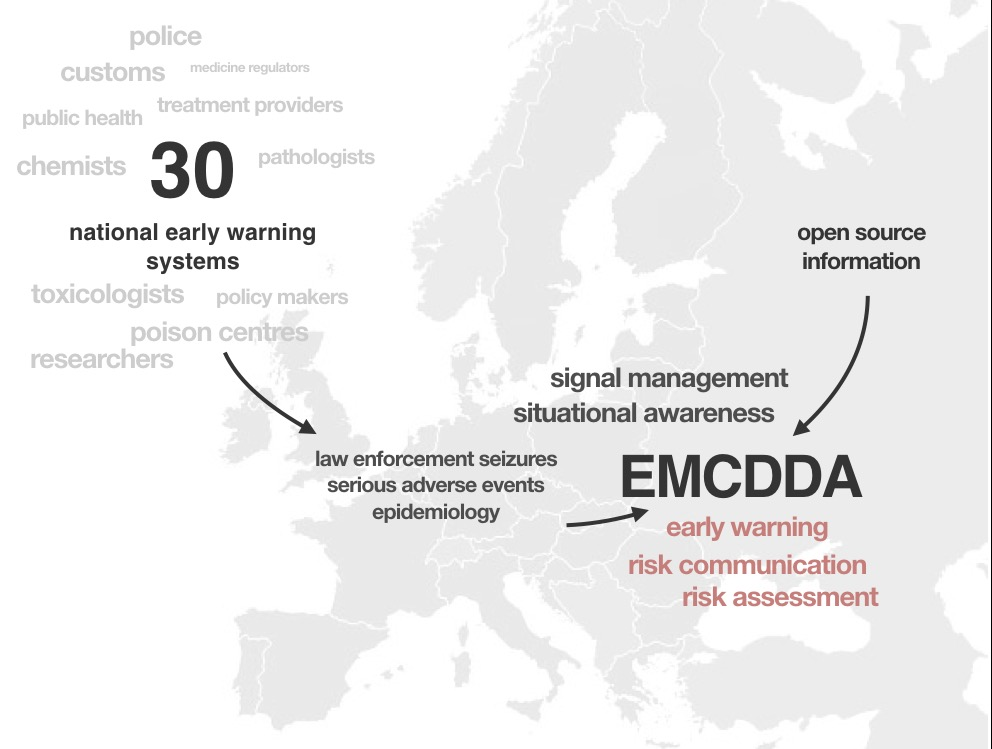 police
customs
medicine regulators
treatment providers
public health
chemists
30
pathologists
national early warning
systems
toxicologists
policy makers
poison centres
researchers
open source
information
signal management
situational awareness
law enforcement seizures
serious adverse events
epidemiology
EMCDDA
early warning
risk communication
risk assessment